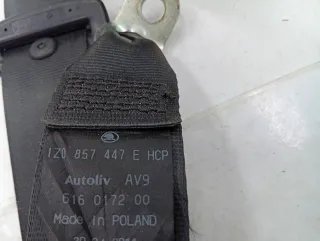 1Z0 857 447 E HCP
Autoliv AV9
616 0172 00
Made in POLAND